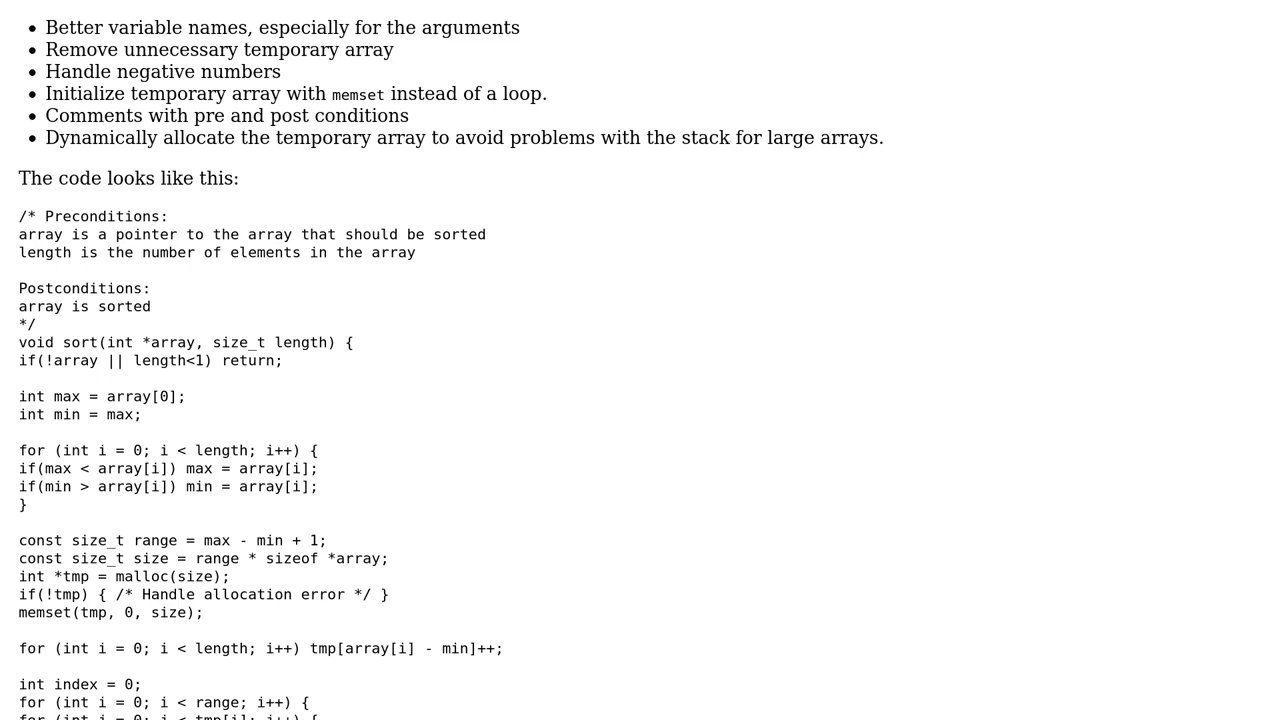 Better variable names, especially for the arguments
Remove unnecessary temporary array
Handle negative numbers
Initialize temporary array with memset instead of a loop.
Comments with pre and post conditions
Dynamically allocate the temporary array to avoid problems with the stack for large arrays.
The code looks like this:
/* Preconditions:
array is a pointer to the array that should be sorted
length is the number of elements in the array
Postconditions:
array is sorted
*/
void sort(int *array, size_t length) {
if(!array || length<1) return;
int max = array[0];
int min = max;
for (int i = 0; i < length; i++) {
if(max < array[i]) max = array[i];
if(min > array[i]) min = array[i];
}
const size_t range = max - min + 1;
const size_t size = range * sizeof *array;
int *tmp = malloc(size);
if(!tmp) { /* Handle allocation error */ }
memset(tmp, 0, size);
for (int i = 0; i < length; i++) tmp[array[i] - min]++;
int index = 0;
for (int i = 0; i < range; i++) {